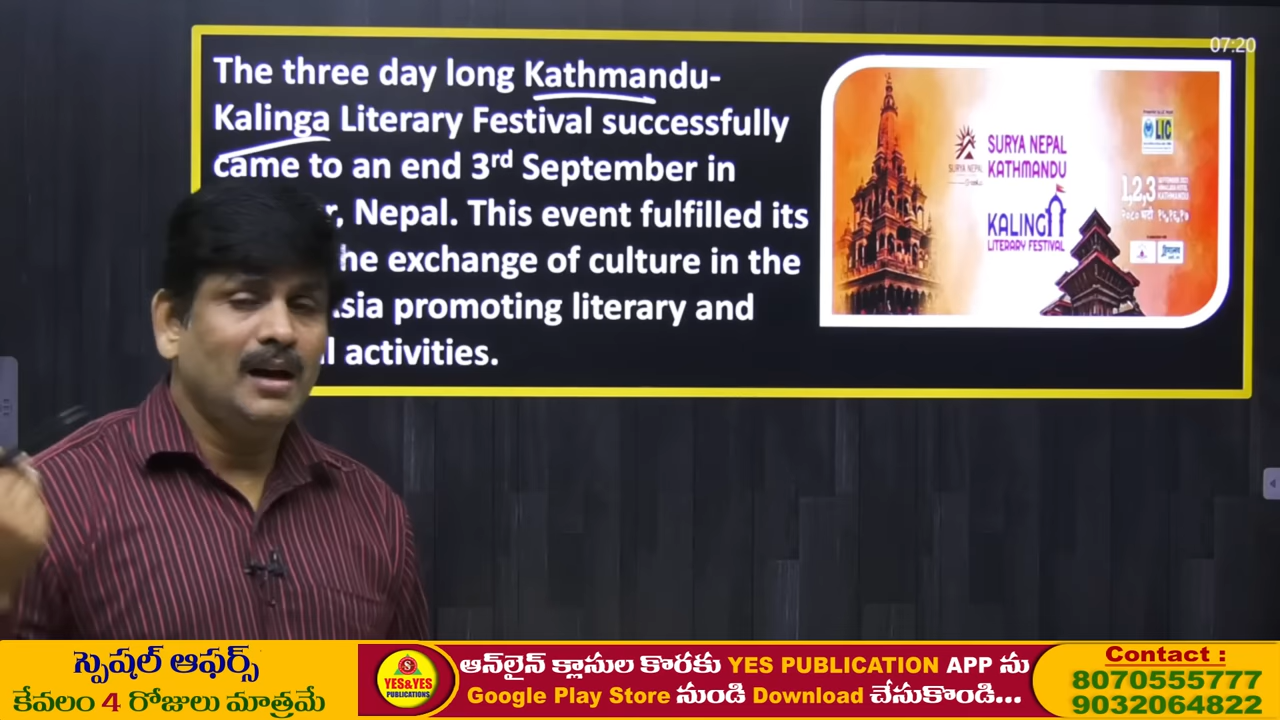 07:20
The three day long Kathmandu-
Kalinga Literary Festival successfully
came to an end 3rd September in
Nepal. This event fulfilled its
exchange of culture in the
promoting literary and
activities.
SURYA NEPAL
KATHMANDU
SURYA NEPAL
KALINGA
LITERARY FESTIVAL
LIC
1,2,3
KATHMANDU
స్పెషల్ ఆఫర్స్
కేవలం 4 రోజులు మాత్రమే
S
YES&YES
PUBLICATIONS
ఆన్‌లైన్ క్లాసుల కొరకు YES PUBLICATION APP ను
Google Play Store నుండి Download చేసుకొండి...
Contact :
8070555777
9032064822